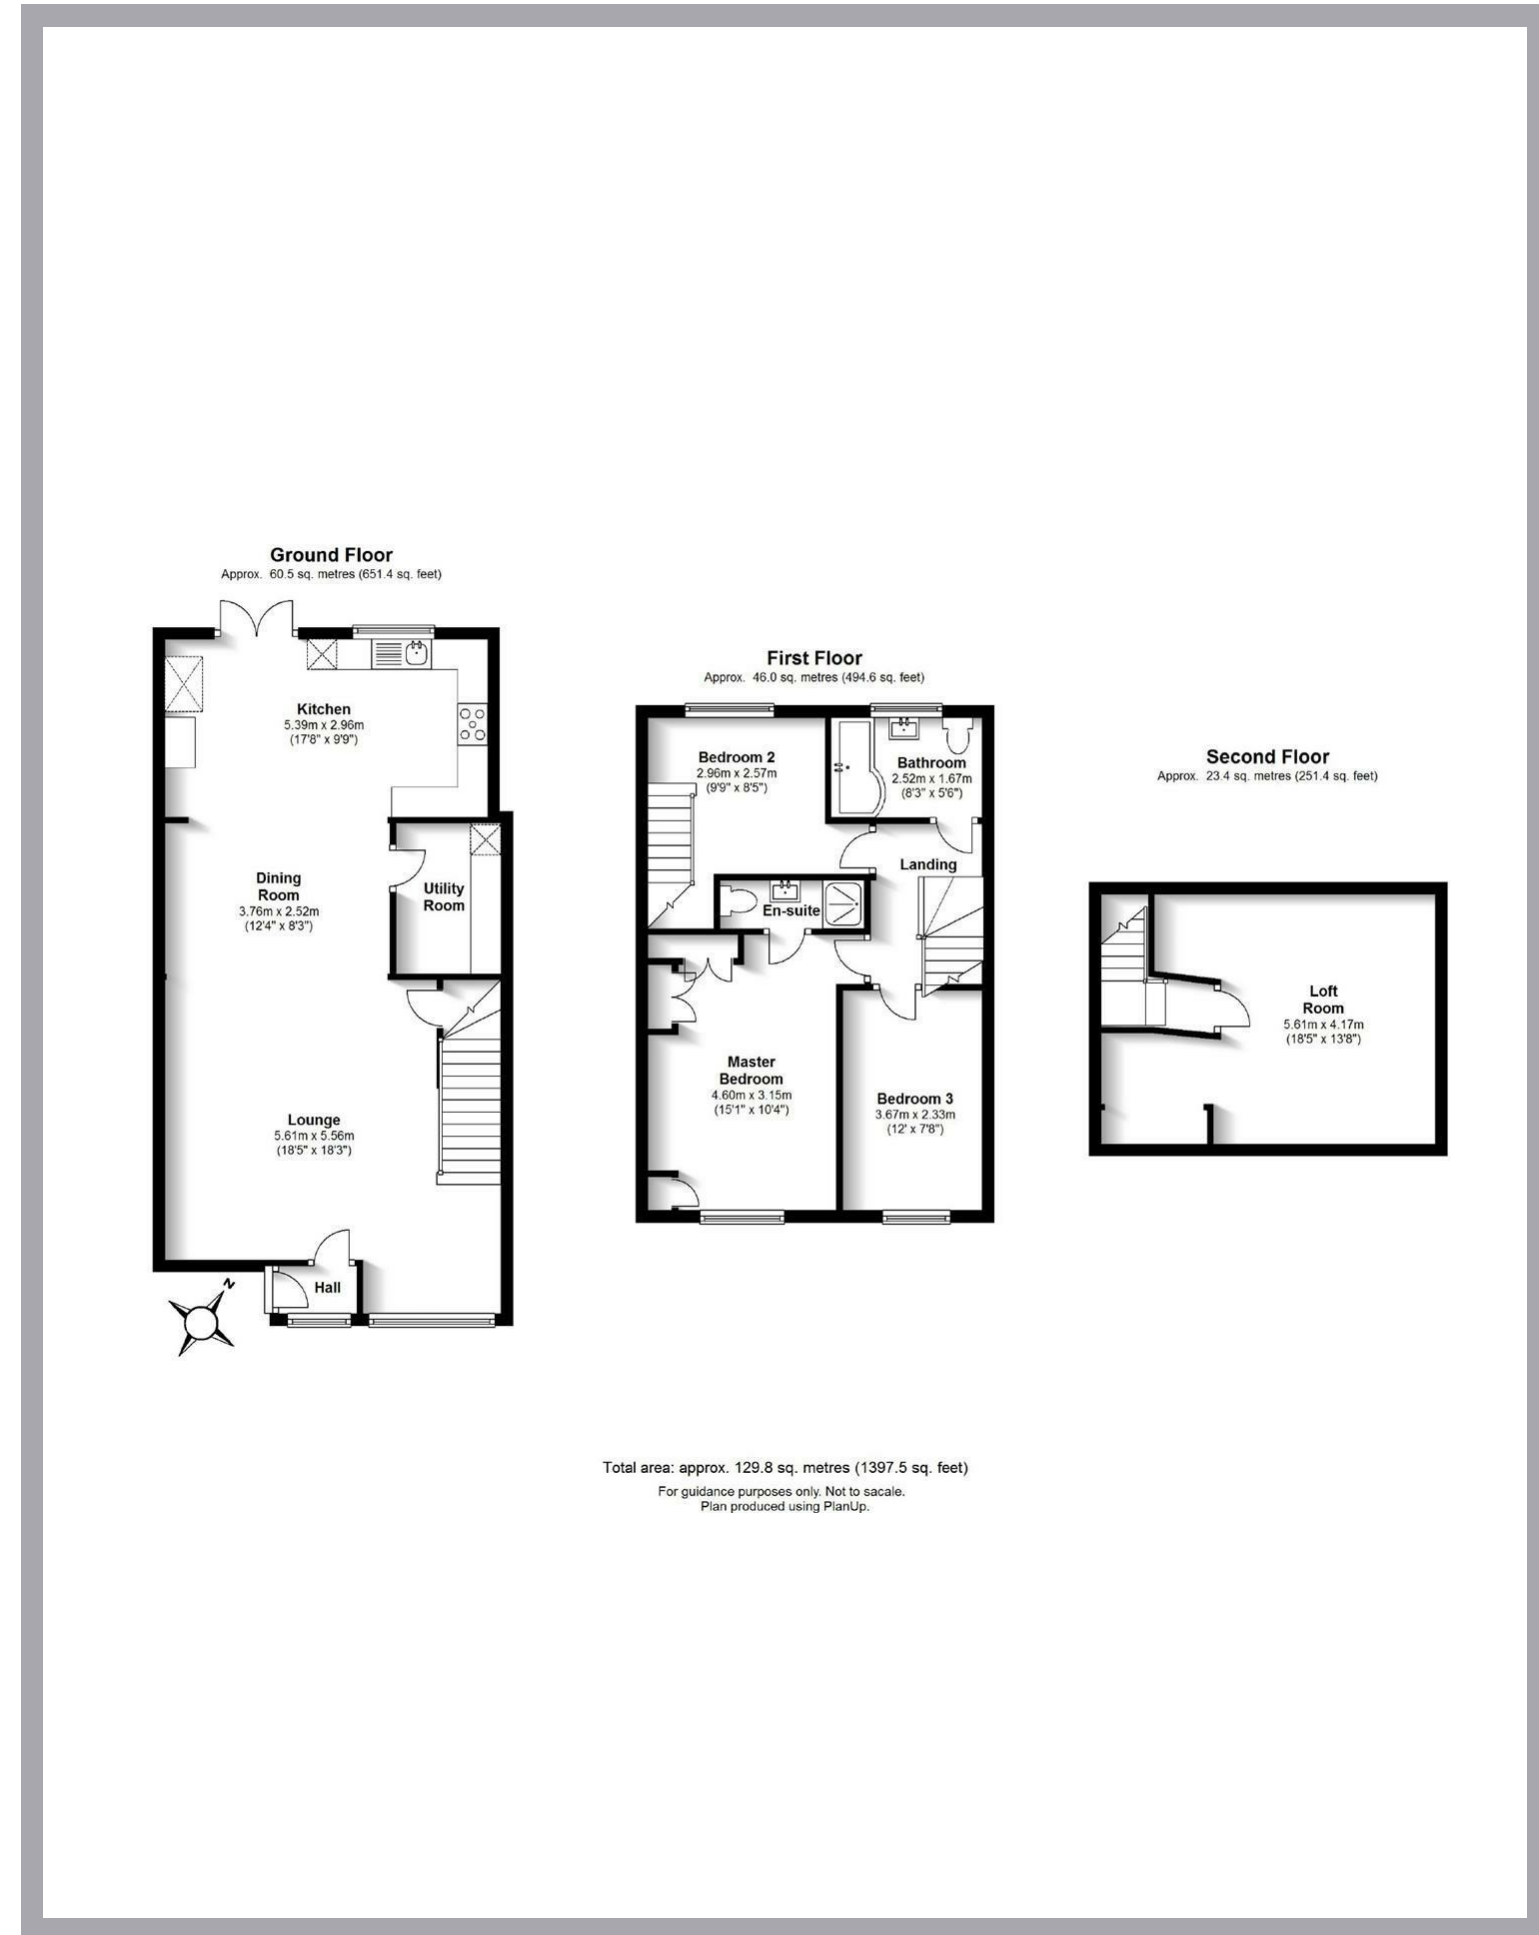 Ground Floor
Approx. 60.5 sq. metres (651.4 sq. feet)
Kitchen
5.39m x 2.96m
(17'8" x 9'9")
Dining
Room
3.76m x 2.52m
(12'4" x 8'3")
Utility
Room
Lounge
5.61m x 5.56m
(18'5" x 18'3")
Hall
N
First Floor
Approx. 46.0 sq. metres (494.6 sq. feet)
Bedroom 2
2.96m x 2.57m
(9'9" x 8'5")
Bathroom
2.52m x 1.67m
(8'3" x 5'6")
Landing
En-suite
Master
Bedroom
4.60m x 3.15m
(15'1" x 10'4")
Bedroom 3
3.67m x 2.33m
(12' x 7'8")
Second Floor
Approx. 23.4 sq. metres (251.4 sq. feet)
Loft
Room
5.61m x 4.17m
(18'5" x 13'8")
Total area: approx. 129.8 sq. metres (1397.5 sq. feet)
For guidance purposes only. Not to sacale.
Plan produced using PlanUp.